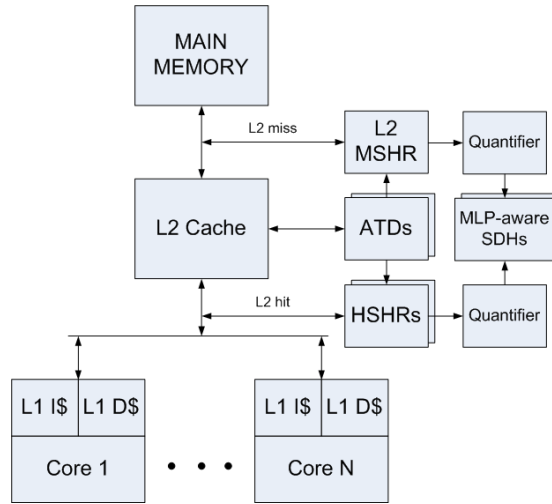 MAIN
MEMORY
L2 miss
L2
MSHR
Quantifier
L2 Cache
ATDs
MLP-aware
SDHs
L2 hit
HSHRs
Quantifier
L1 I$ L1 D$
Core 1
• • •
L1 I$ L1 D$
Core N